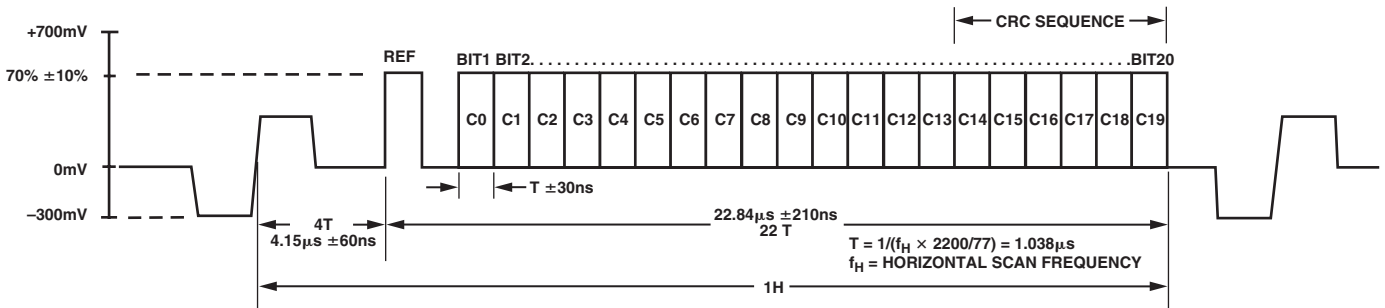 CRC SEQUENCE
+700mV
REF
BIT1 BIT2. . . . . . . . . . . . . . . . . . . . . . . . . . . . . . . . . . . . . . . . . . . . . . . . . . . . . . . . . . . . . . . . . . .BIT20
70% ±10%
C0 C1 C2 C3 C4 C5 C6 C7 C8 C9 C10 C11 C12 C13 C14 C15 C16 C17 C18 C19
0mV
T ±30ns
–300mV
4T
4.15µs ±60ns
22.84µs ±210ns
22 T
T = 1/(fH × 2200/77) = 1.038µs
fH = HORIZONTAL SCAN FREQUENCY
1H